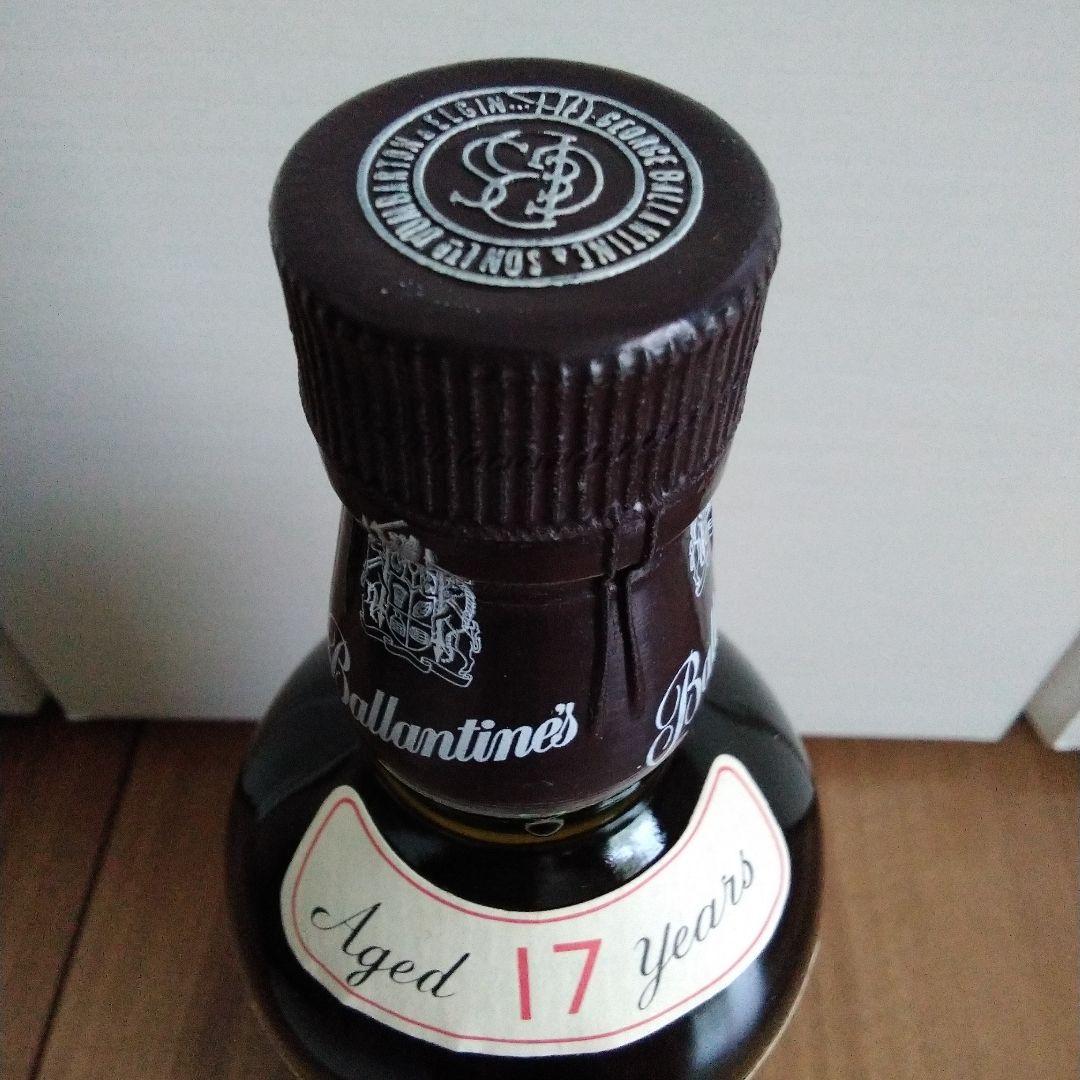 GEORGE BALLANTINE & SON LTD DUMBARTON & ELGIN...
Ballantine's
Aged 17 Years